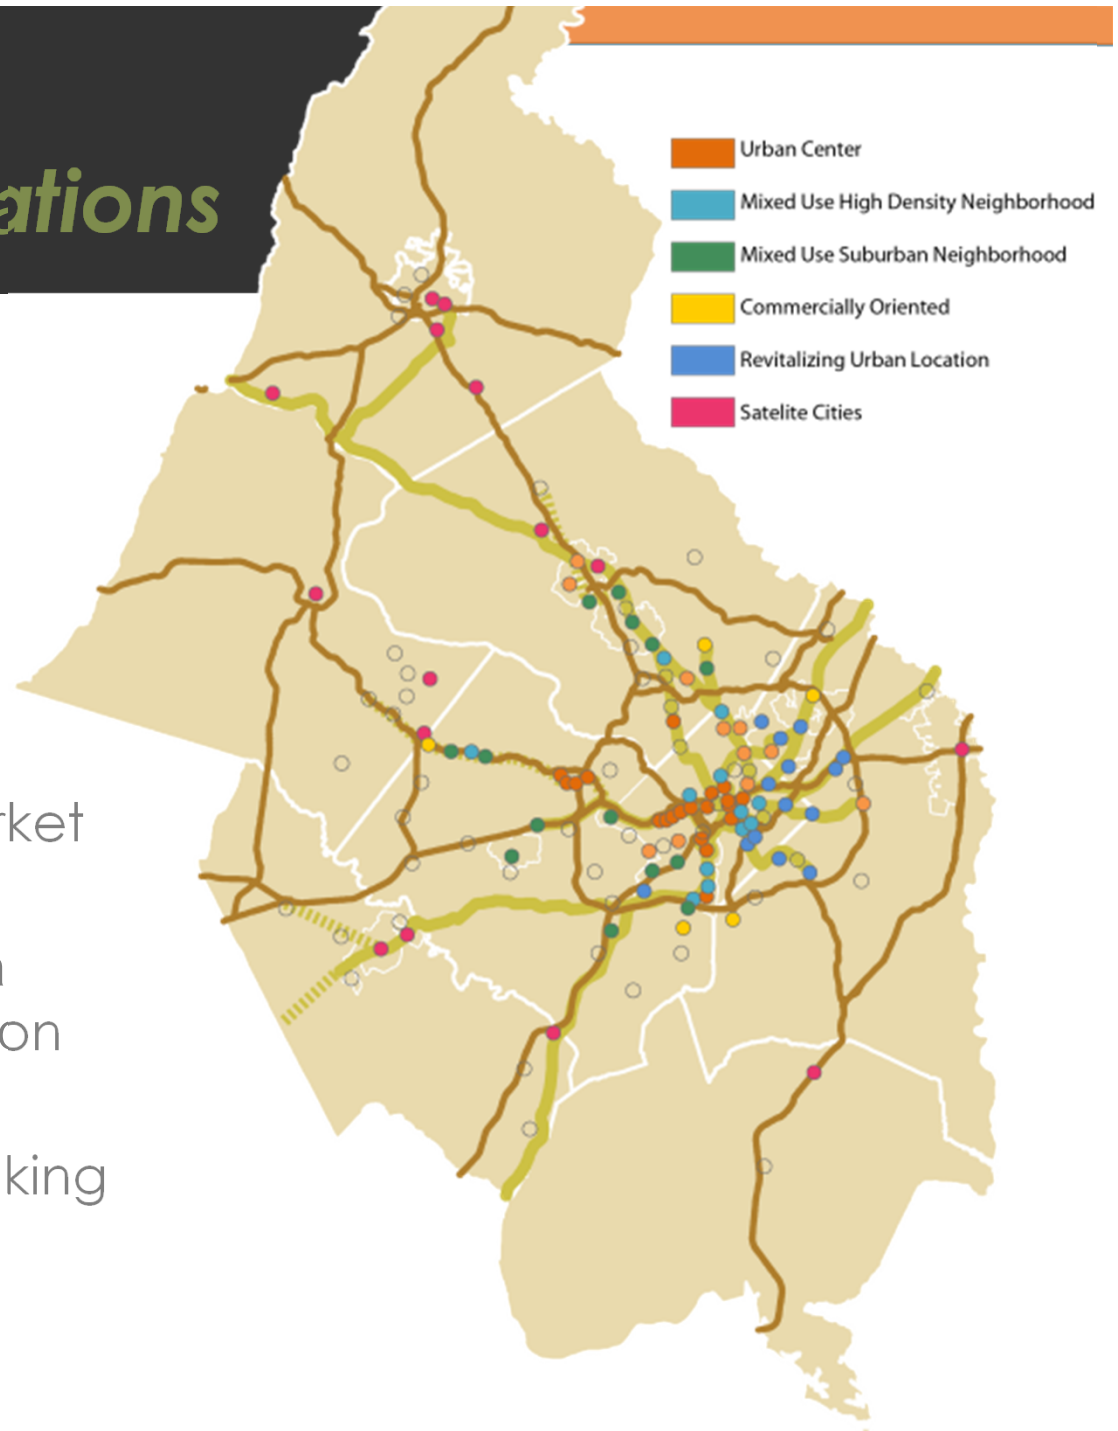 ations
Urban Center
Mixed Use High Density Neighborhood
Mixed Use Suburban Neighborhood
Commercially Oriented
Revitalizing Urban Location
Satelite Cities
rket
on
king